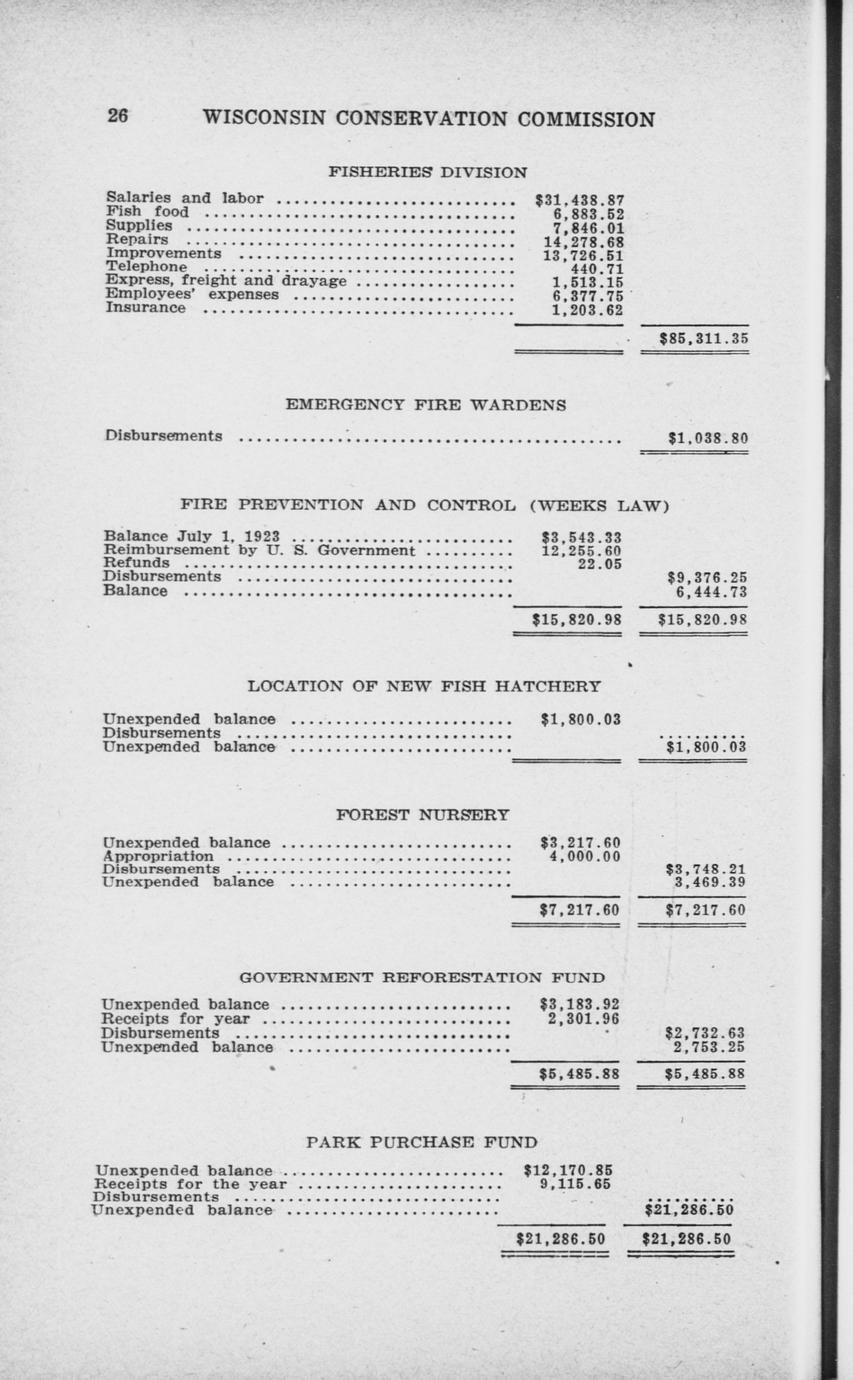 26 WISCONSIN CONSERVATION COMMISSION
FISHERIES DIVISION
Salaries and labor ........................... $31,438.87
Fish food ................................... 6,883.52
Supplies ..................................... 7,846.01
Repairs ..................................... 14,278.68
Improvements ............................... 13,726.51
Telephone ................................... 440.71
Express, freight and drayage .................. 1,513.15
Employees' expenses ......................... 6,377.75
Insurance ................................... 1,203.62
$85,311.35
EMERGENCY FIRE WARDENS
Disbursements ........................................... $1,038.80
FIRE PREVENTION AND CONTROL (WEEKS LAW)
Balance July 1, 1923 ......................... $3,543.33
Reimbursement by U. S. Government .......... 12,255.60
Refunds ..................................... 22.05
Disbursements ............................... $9,376.25
Balance ..................................... 6,444.73
$15,820.98 $15,820.98
LOCATION OF NEW FISH HATCHERY
Unexpended balance ......................... $1,800.03
Disbursements ............................... ..........
Unexpended balance ......................... $1,800.03
FOREST NURSERY
Unexpended balance .......................... $3,217.60
Appropriation ................................ 4,000.00
Disbursements ............................... $3,748.21
Unexpended balance ......................... 3,469.39
$7,217.60 $7,217.60
GOVERNMENT REFORESTATION FUND
Unexpended balance .......................... $3,183.92
Receipts for year ............................ 2,301.96
Disbursements ............................... $2,732.63
Unexpended balance ......................... 2,753.25
$5,485.88 $5,485.88
PARK PURCHASE FUND
Unexpended balance ......................... $12,170.85
Receipts for the year ....................... 9,115.65
Disbursements .............................. ..........
Unexpended balance ........................ $21,286.50
$21,286.50 $21,286.50